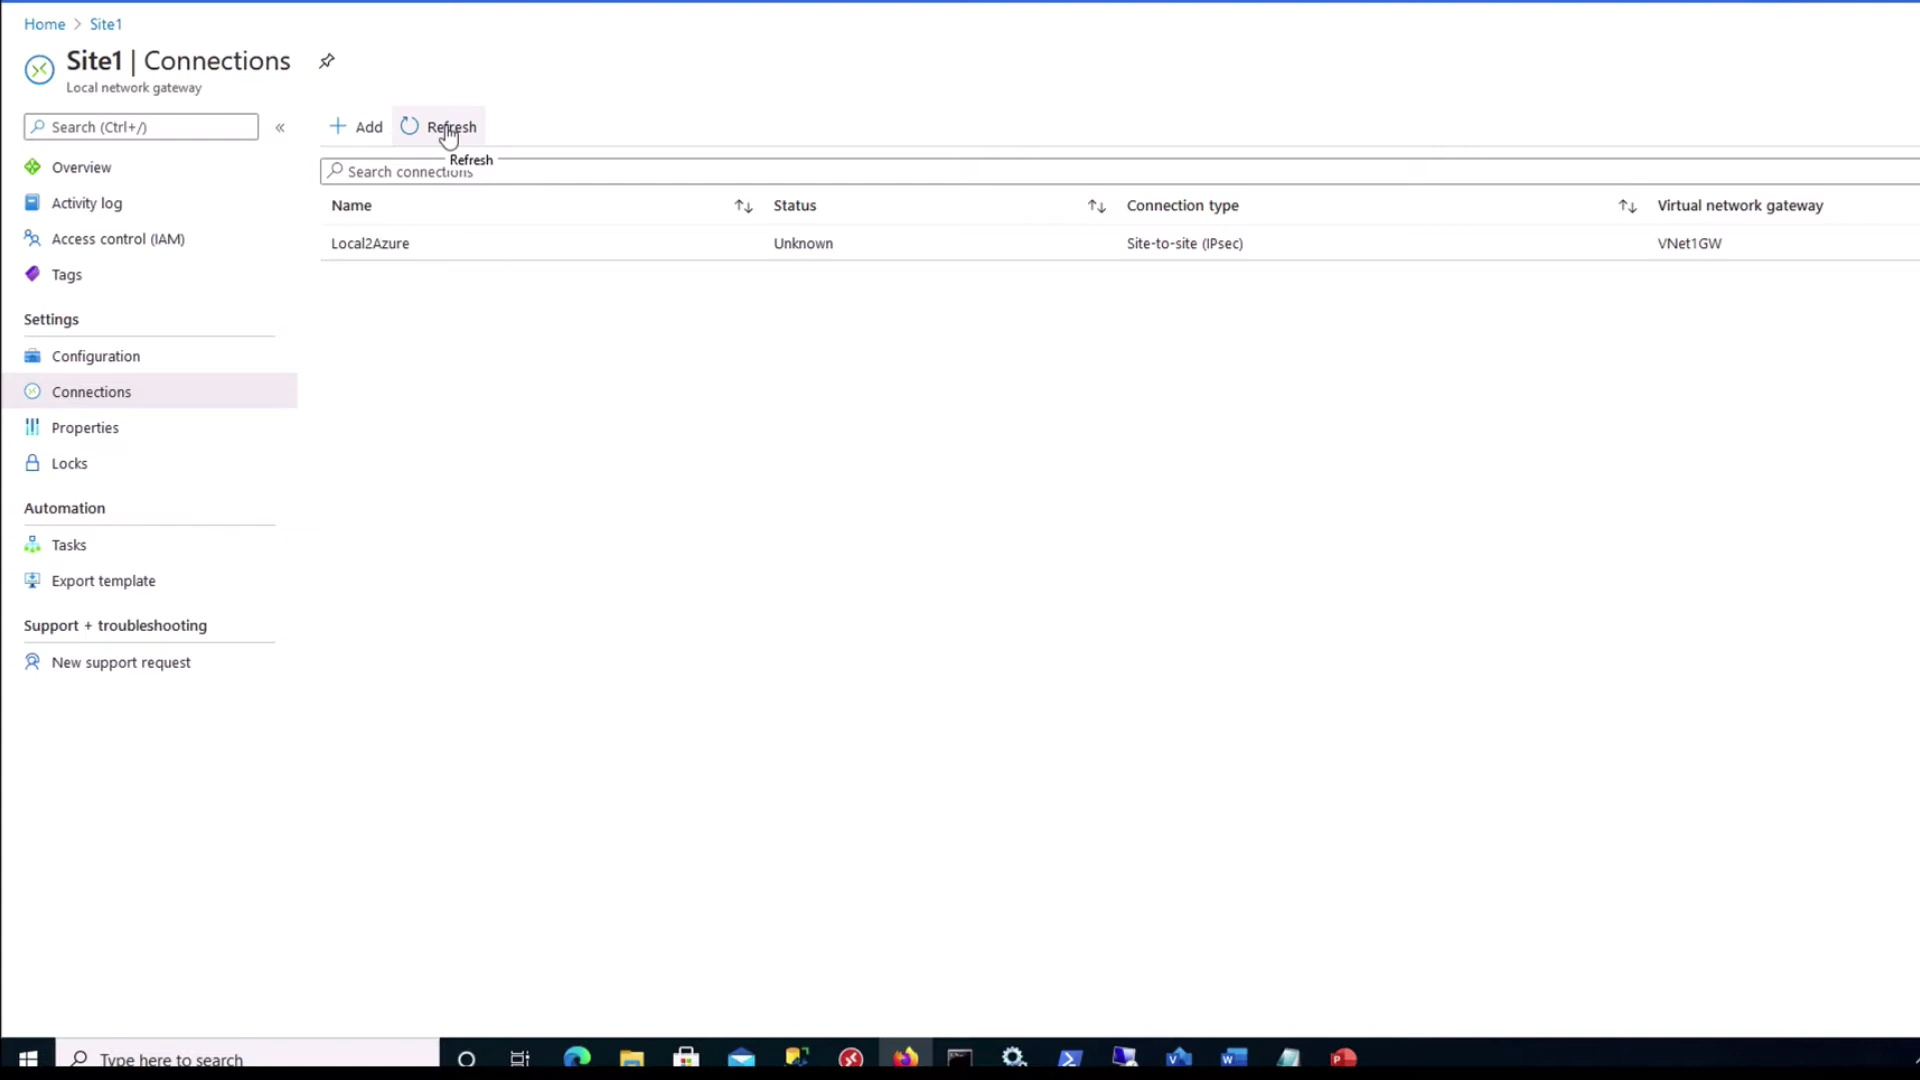 Home > Site1
Site1 | Connections
Local network gateway
Search (Ctrl+/)
«
Overview
Activity log
Access control (IAM)
Tags
Settings
Configuration
Connections
Properties
Locks
Automation
Tasks
Export template
Support + troubleshooting
New support request
+ Add Refresh
Refresh
Search connections
Name Status Connection type Virtual network gateway
Local2Azure Unknown Site-to-site (IPsec) VNet1GW
Type here to search